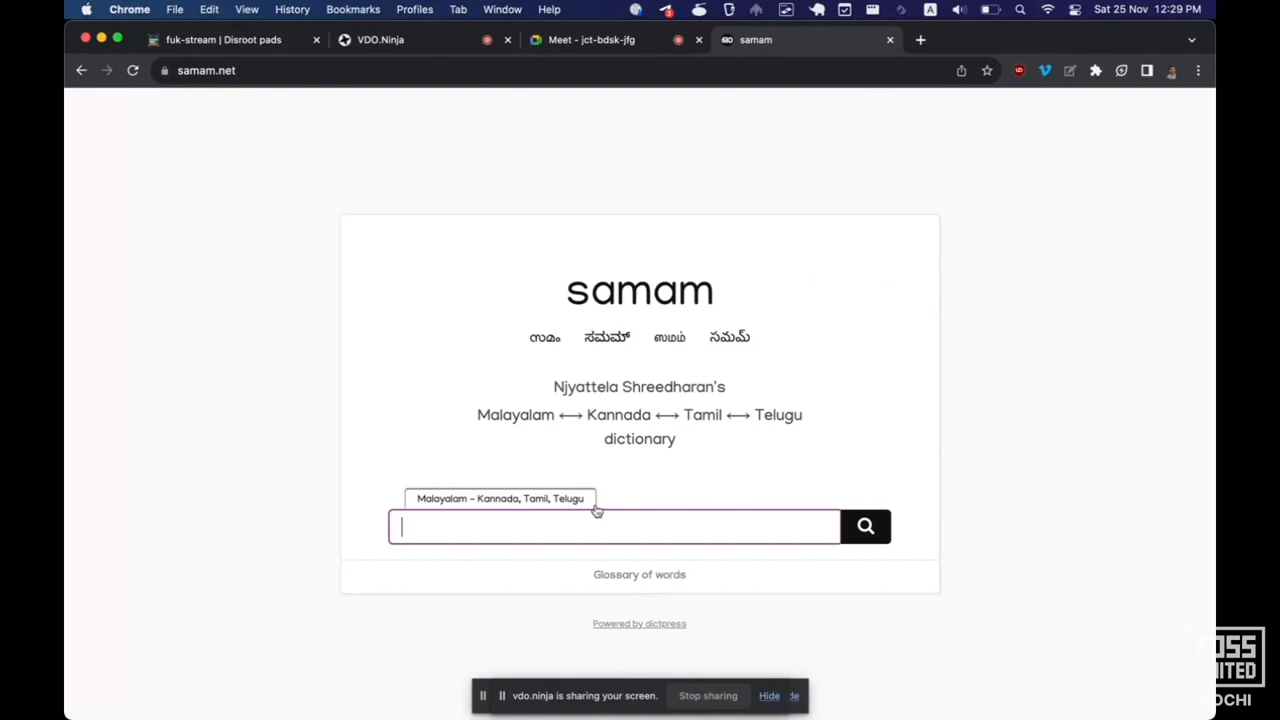 Chrome File Edit View History Bookmarks Profiles Tab Window Help A Sat 25 Nov 12:29 PM
fuk-stream | Disroot pads VDO.Ninja Meet - jct-bdsk-jfg samam
samam.net
samam
സമം ಸಮಮ್ ஸமம் సమమ్
Njyattela Shreedharan's
Malayalam ⟷ Kannada ⟷ Tamil ⟷ Telugu
dictionary
Malayalam - Kannada, Tamil, Telugu
Glossary of words
Powered by dictpress
vdo.ninja is sharing your screen. Stop sharing Hide